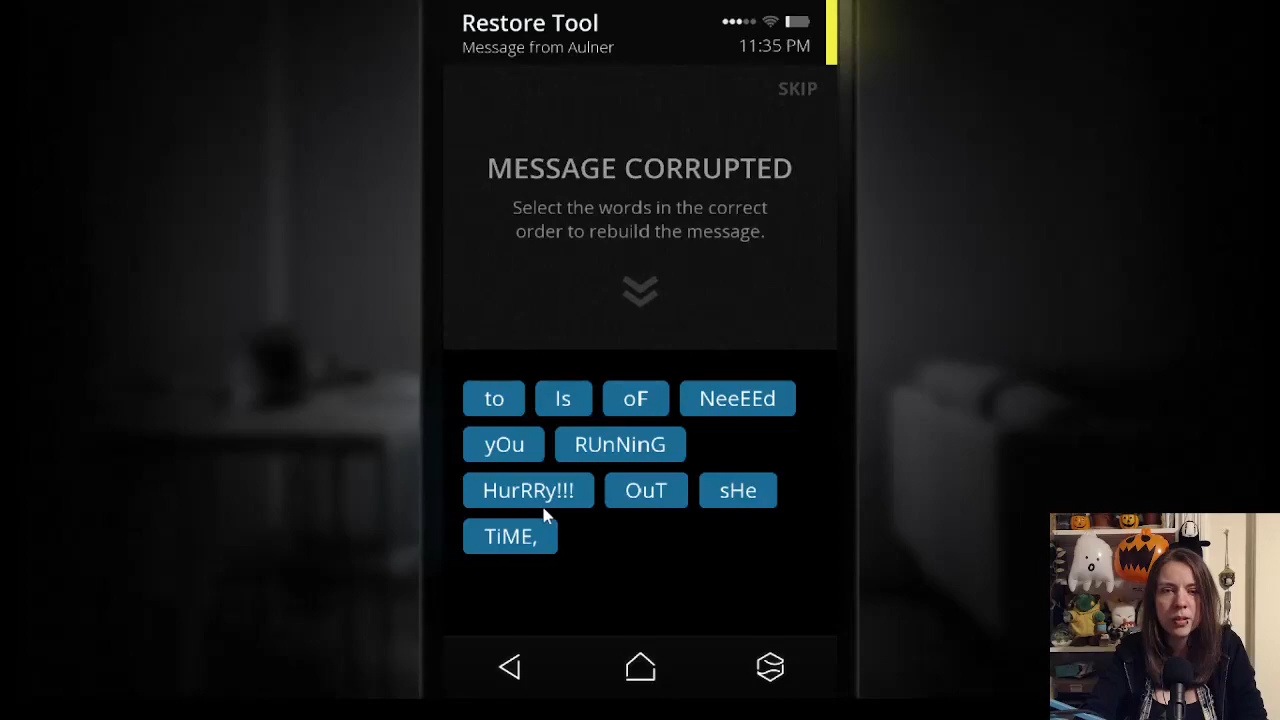 Restore Tool
Message from Aulner
11:35 PM
SKIP
MESSAGE CORRUPTED
Select the words in the correct
order to rebuild the message.
to Is oF NeeEEd
yOu RUnNinG
HurRRy!!! OuT sHe
TiME,